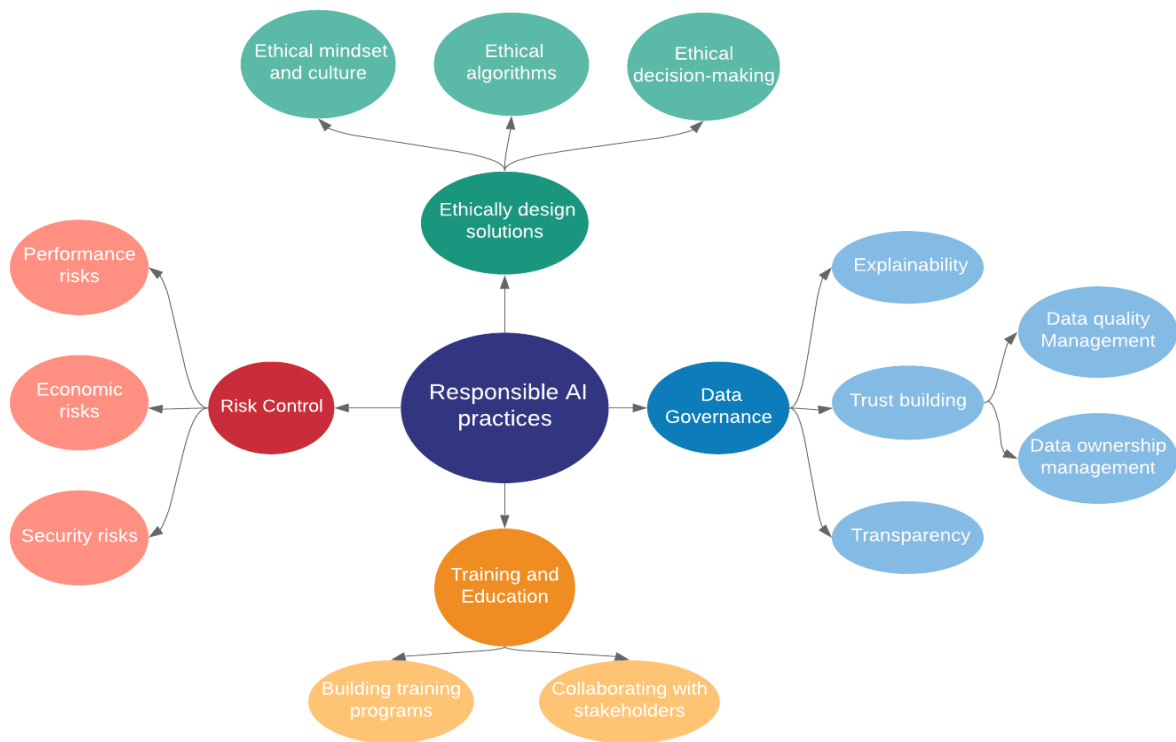 Ethical mindset
and culture
Ethical
algorithms
Ethical
decision-making
Ethically design
solutions
Performance
risks
Economic
risks
Security risks
Risk Control
Responsible AI
practices
Data
Governance
Explainability
Trust building
Transparency
Data quality
Management
Data ownership
management
Training and
Education
Building training
programs
Collaborating with
stakeholders